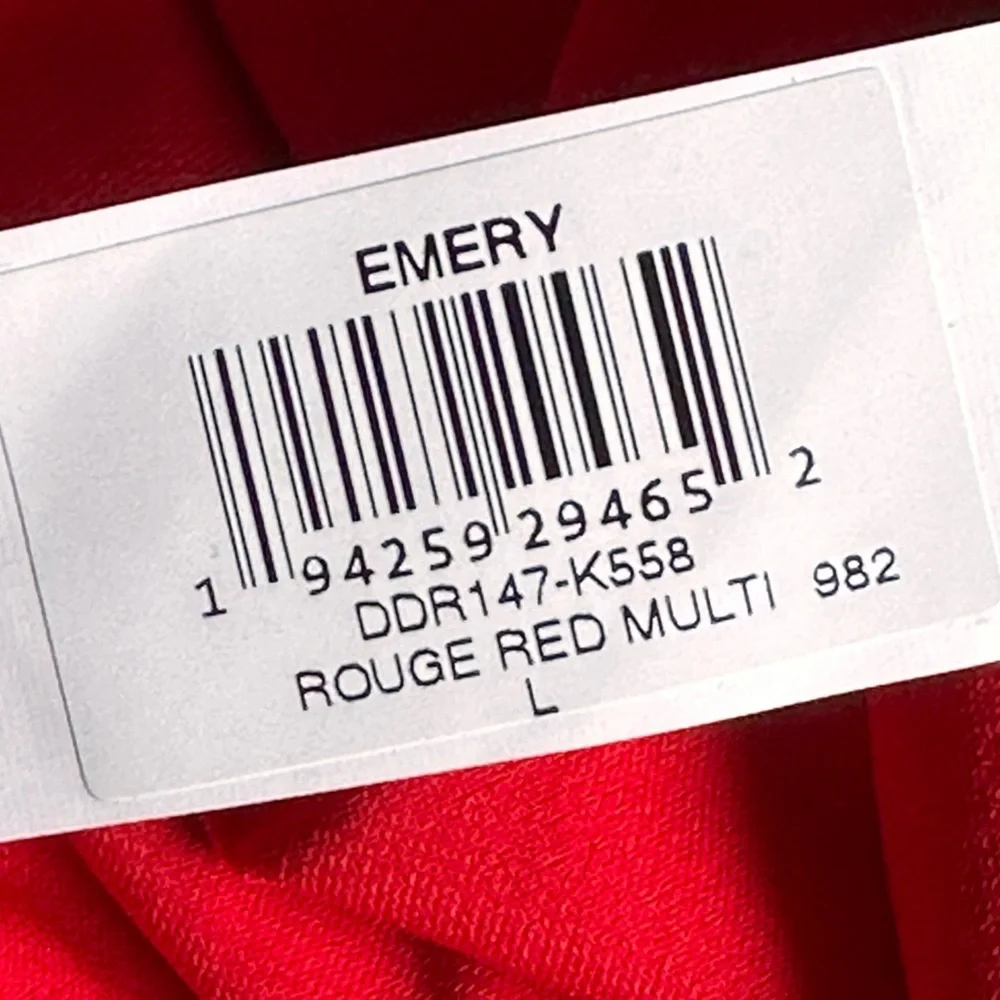 EMERY
1 94259 29465 2
DDR147-K558
ROUGE RED MULTI 982
L